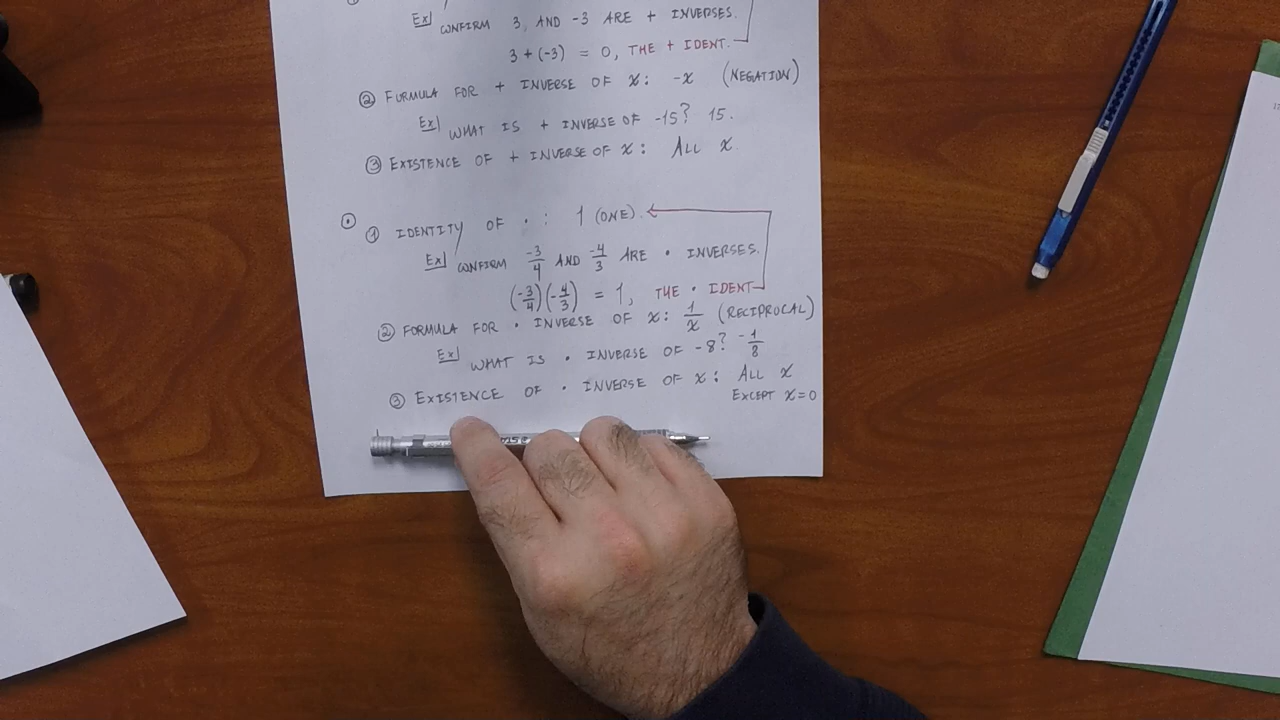 ①
Ex| CONFIRM 3, AND -3 ARE + INVERSES.
3 + (-3) = 0, THE + IDENT.
② FORMULA FOR + INVERSE OF x: -x (NEGATION)
Ex| WHAT IS + INVERSE OF -15? 15.
③ EXISTENCE OF + INVERSE OF x: ALL x.
⊙ ① IDENTITY OF · : 1 (ONE).
Ex| CONFIRM -3/4 AND -4/3 ARE · INVERSES.
(-3/4)(-4/3) = 1, THE · IDENT
② FORMULA FOR · INVERSE OF x: 1/x (RECIPROCAL)
Ex| WHAT IS · INVERSE OF -8? -1/8
③ EXISTENCE OF · INVERSE OF x: ALL x
EXCEPT x=0